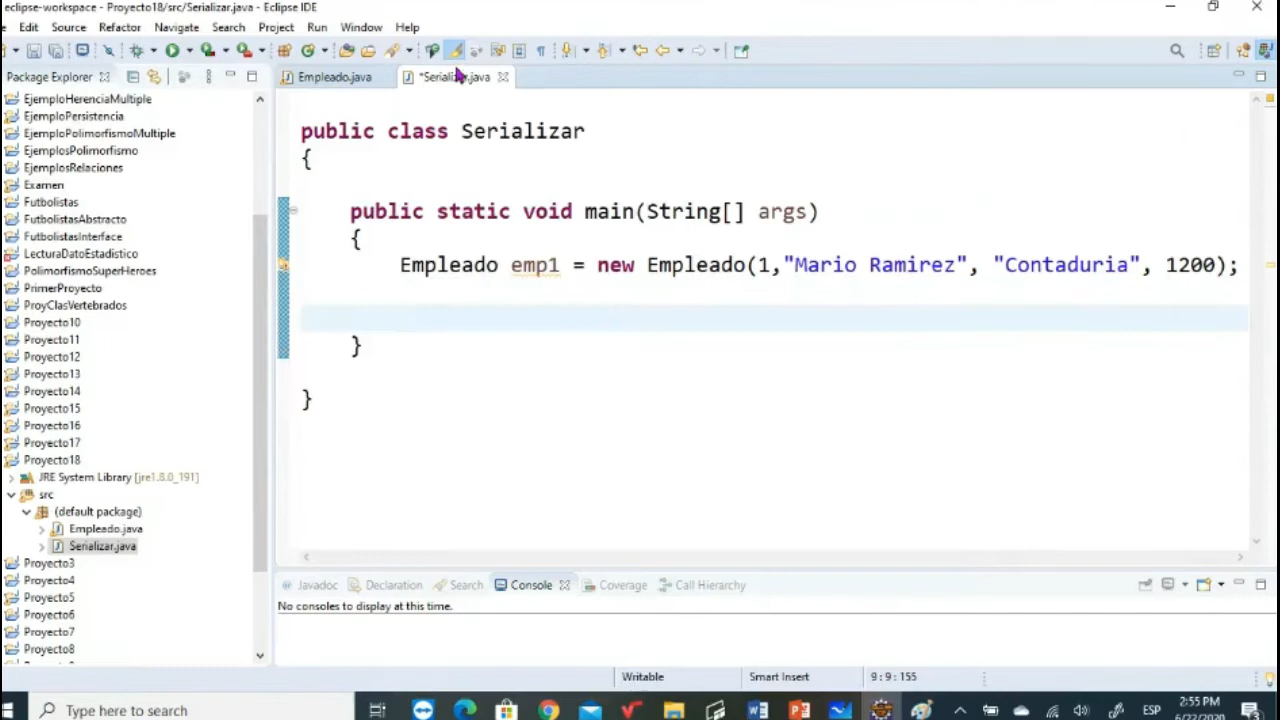 eclipse-workspace - Proyecto18/src/Serializar.java - Eclipse IDE
Edit Source Refactor Navigate Search Project Run Window Help
Package Explorer
Empleado.java
*Serializar.java
EjemploHerenciaMultiple
EjemploPersistencia
EjemploPolimorfismoMultiple
EjemplosPolimorfismo
EjemplosRelaciones
Examen
Futbolistas
FutbolistasAbstracto
FutbolistasInterface
LecturaDatoEstadistico
PolimorfismoSuperHeroes
PrimerProyecto
ProyClasVertebrados
Proyecto10
Proyecto11
Proyecto12
Proyecto13
Proyecto14
Proyecto15
Proyecto16
Proyecto17
Proyecto18
JRE System Library [jre1.8.0_191]
src
(default package)
Empleado.java
Serializar.java
Proyecto3
Proyecto4
Proyecto5
Proyecto6
Proyecto7
Proyecto8
public class Serializar
{
public static void main(String[] args)
{
Empleado emp1 = new Empleado(1,"Mario Ramirez", "Contaduria", 1200);
}
}
Javadoc Declaration Search Console Coverage Call Hierarchy
No consoles to display at this time.
Writable Smart Insert 9 : 9 : 155
Type here to search
ESP
2:55 PM
6/22/2020
3